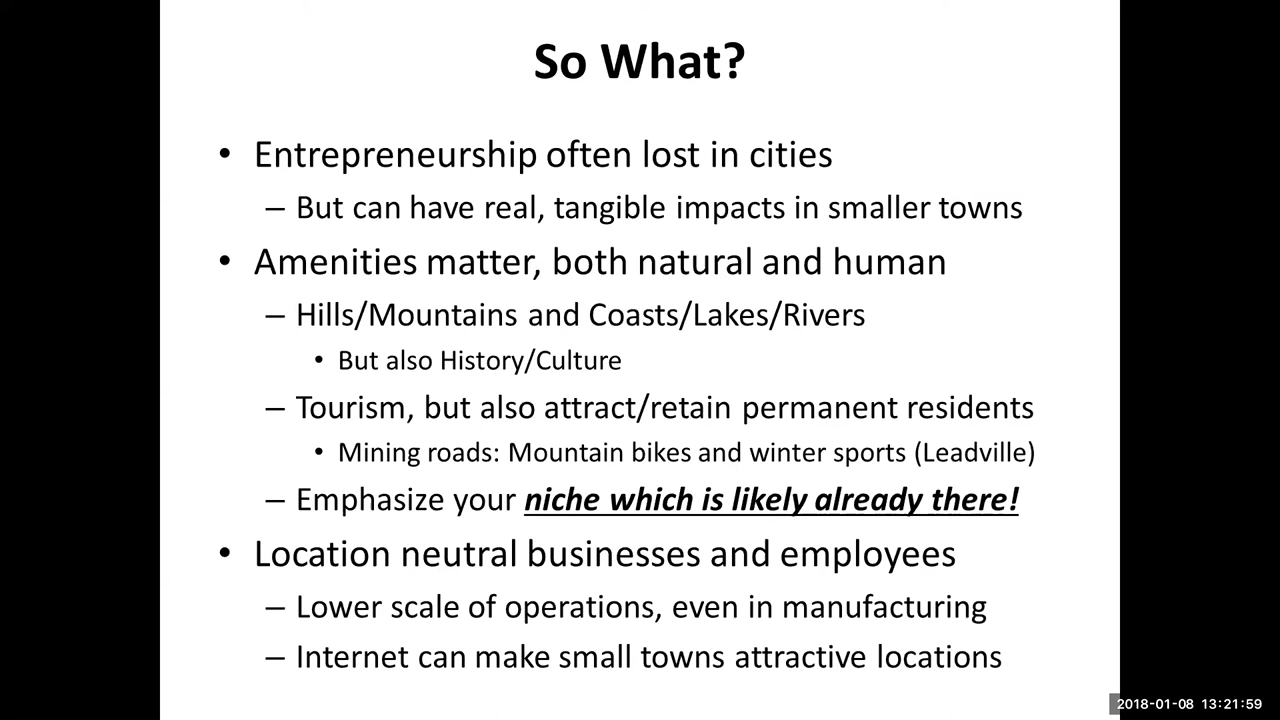 So What?
• Entrepreneurship often lost in cities
– But can have real, tangible impacts in smaller towns
• Amenities matter, both natural and human
– Hills/Mountains and Coasts/Lakes/Rivers
• But also History/Culture
– Tourism, but also attract/retain permanent residents
• Mining roads: Mountain bikes and winter sports (Leadville)
– Emphasize your niche which is likely already there!
• Location neutral businesses and employees
– Lower scale of operations, even in manufacturing
– Internet can make small towns attractive locations
2018-01-08 13:21:59